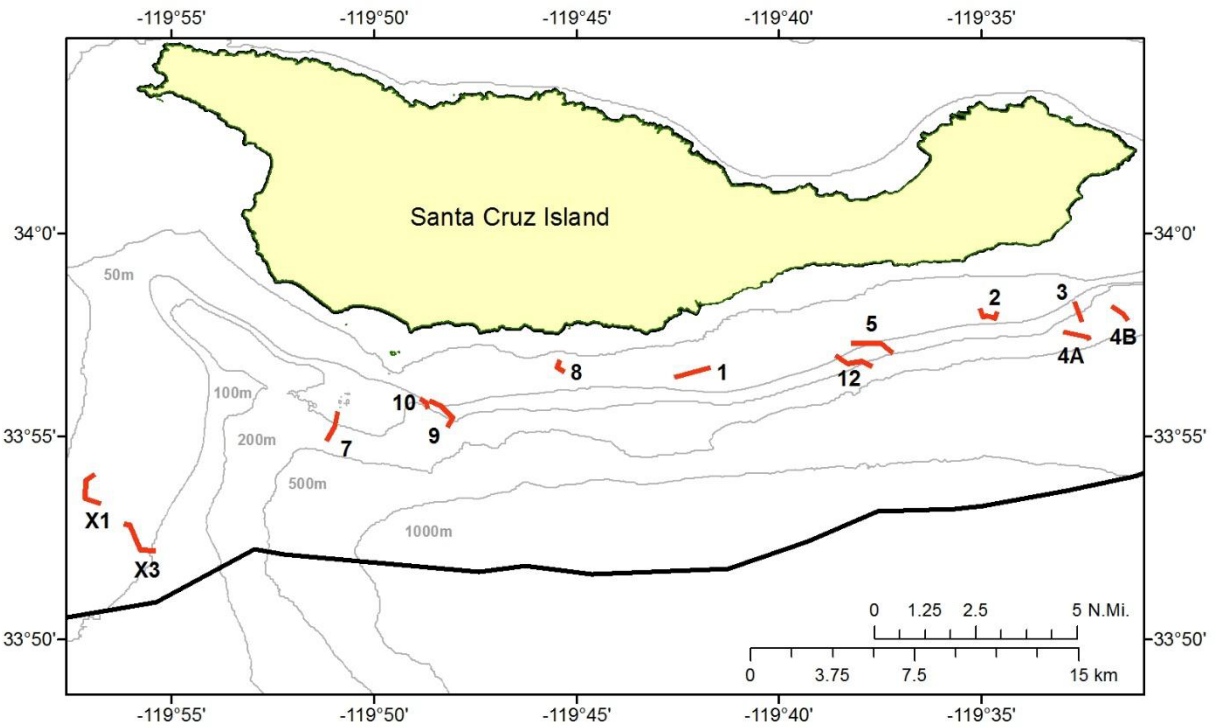 -119°55' -119°50' -119°45' -119°40' -119°35'
Santa Cruz Island
34°0' 34°0'
50m
2 3
5 4B
4A
8 1 12
100m 10
9
33°55' 200m 7 33°55'
500m
X1 1000m
X3
0 1.25 2.5 5 N.Mi.
33°50' 33°50'
0 3.75 7.5 15 km
-119°55' -119°50' -119°45' -119°40' -119°35'